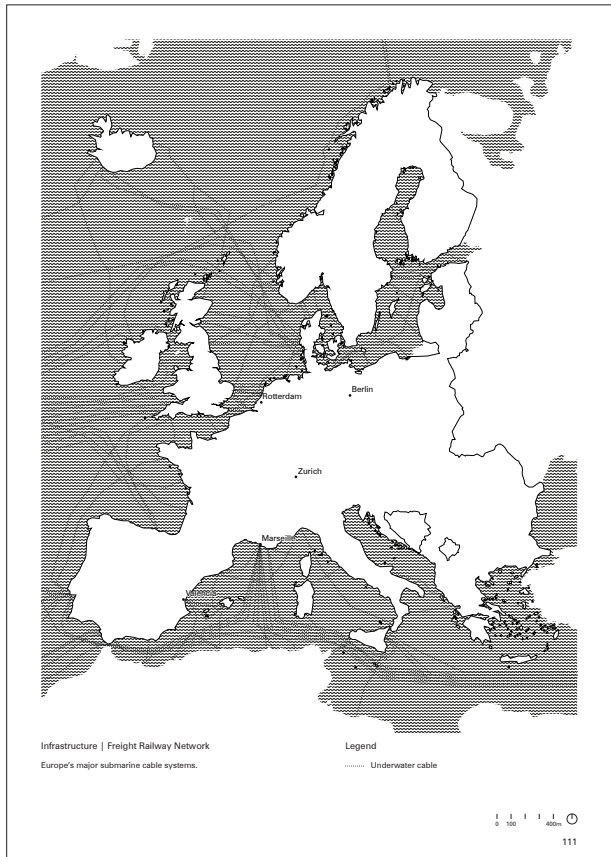 Rotterdam
Berlin
Zurich
Marseille
Valencia
Infrastructure | Freight Railway Network
Europe's major submarine cable systems.
Legend
Underwater cable
0 100 400m
111